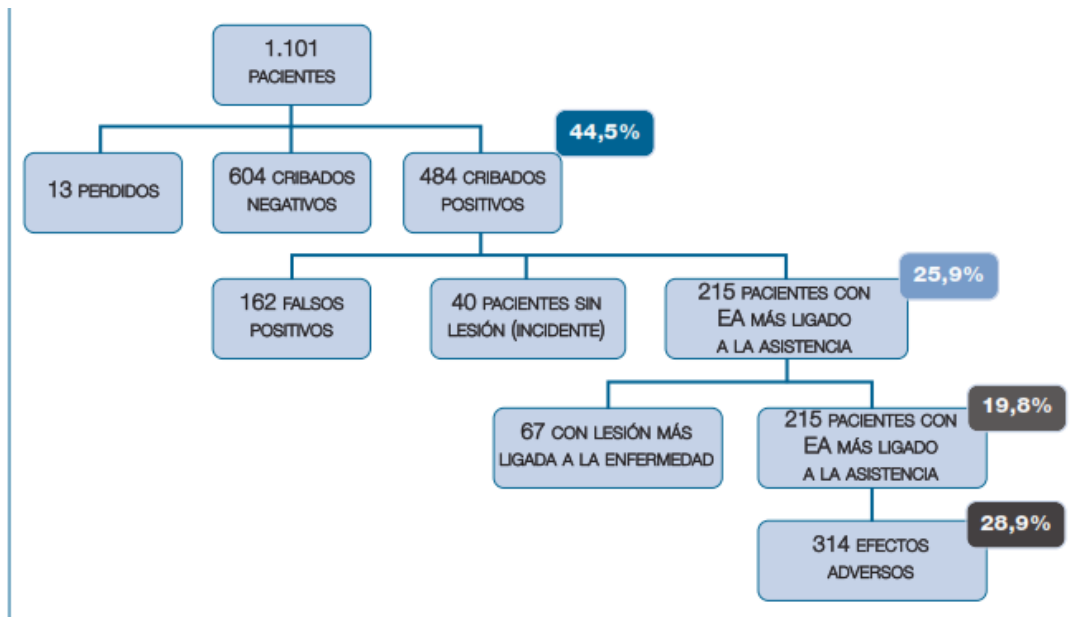 1.101
PACIENTES
44,5%
13 PERDIDOS
604 CRIBADOS
NEGATIVOS
484 CRIBADOS
POSITIVOS
25,9%
162 FALSOS
POSITIVOS
40 PACIENTES SIN
LESIÓN (INCIDENTE)
215 PACIENTES CON
EA MÁS LIGADO
A LA ASISTENCIA
19,8%
67 CON LESIÓN MÁS
LIGADA A LA ENFERMEDAD
215 PACIENTES CON
EA MÁS LIGADO
A LA ASISTENCIA
28,9%
314 EFECTOS
ADVERSOS